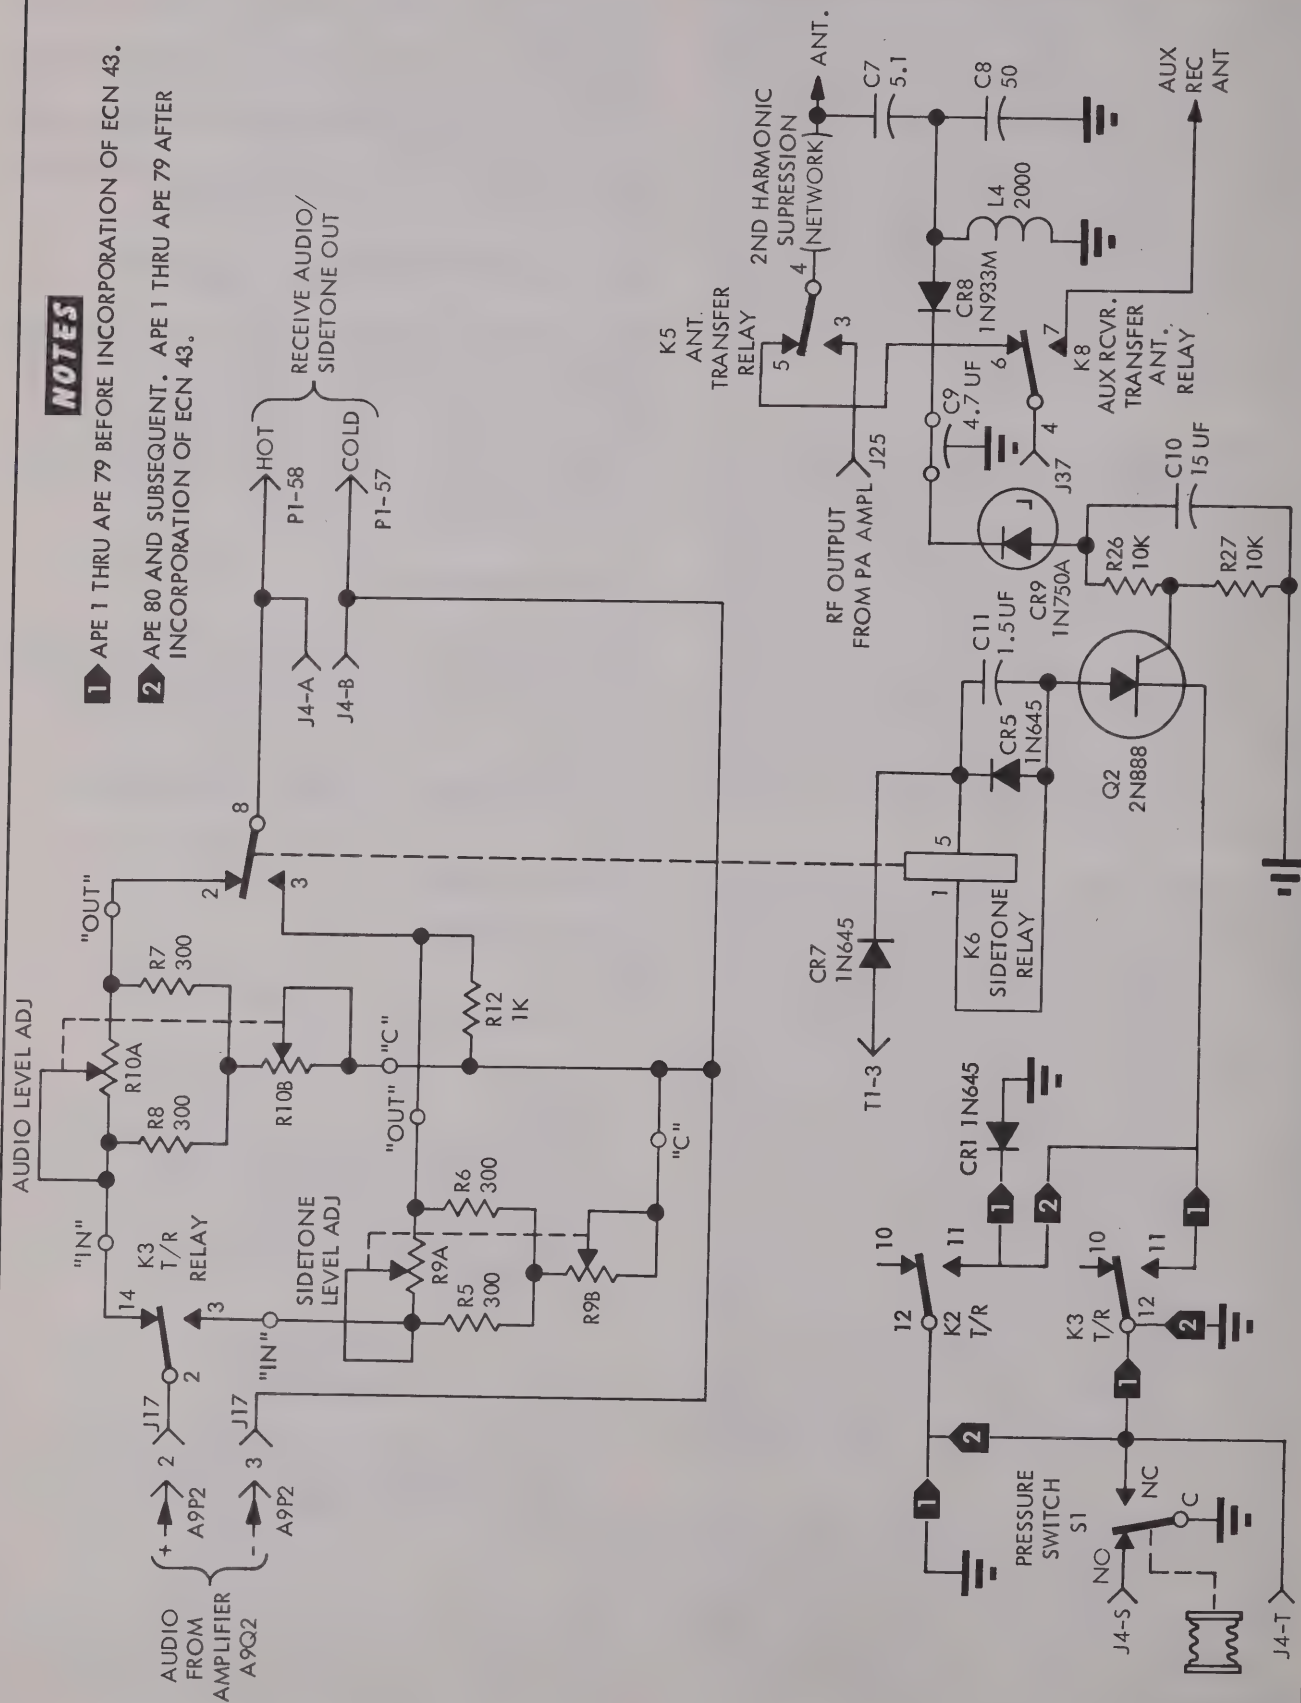 NOTES
1 APE 1 THRU APE 79 BEFORE INCORPORATION OF ECN 43.
2 APE 80 AND SUBSEQUENT. APE 1 THRU APE 79 AFTER
INCORPORATION OF ECN 43.
AUDIO LEVEL ADJ
"IN"
R10A
R8
300
R7
300
"OUT"
R10B
"C"
K3
T/R
RELAY
14
3
2
J17
2
A9P2
+
-
J17
3
A9P2
AUDIO
FROM
AMPLIFIER
A9Q2
"IN"
SIDETONE
LEVEL ADJ
R9A
R5
300
R6
300
R9B
"OUT"
"C"
R12
1K
2
3
8
HOT
P1-58
COLD
P1-57
RECEIVE AUDIO/
SIDETONE OUT
J4-A
J4-B
T1-3
CR7
1N645
1
5
K6
SIDETONE
RELAY
CR5
1N645
C11
1.5 UF
Q2
2N888
CR9
1N750A
R26
10K
R27
10K
C10
15 UF
RF OUTPUT
FROM PA AMPL
J25
K5
ANT.
TRANSFER
RELAY
5
3
4
2ND HARMONIC
SUPRESSION
(NETWORK)
ANT.
C7
5.1
C8
50
L4
2000
CR8
1N933M
C9
4.7 UF
6
7
4
J37
K8
AUX RCVR.
TRANSFER
ANT.
RELAY
AUX
REC
ANT
CR1 1N645
1
2
1
10
11
12
K2
T/R
10
11
12
K3
T/R
2
1
2
1
PRESSURE
SWITCH
S1
NO
NC
C
J4-S
J4-T